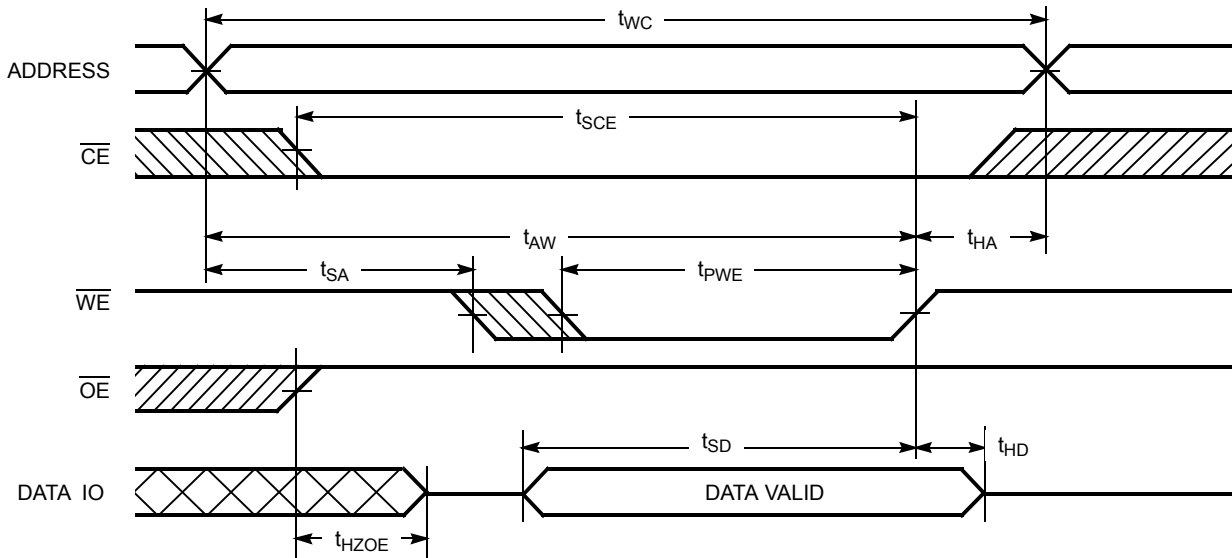 tWC
ADDRESS
tSCE
CE
tAW
tHA
tSA
tPWE
WE
OE
tSD
tHD
DATA IO
DATA VALID
tHZOE